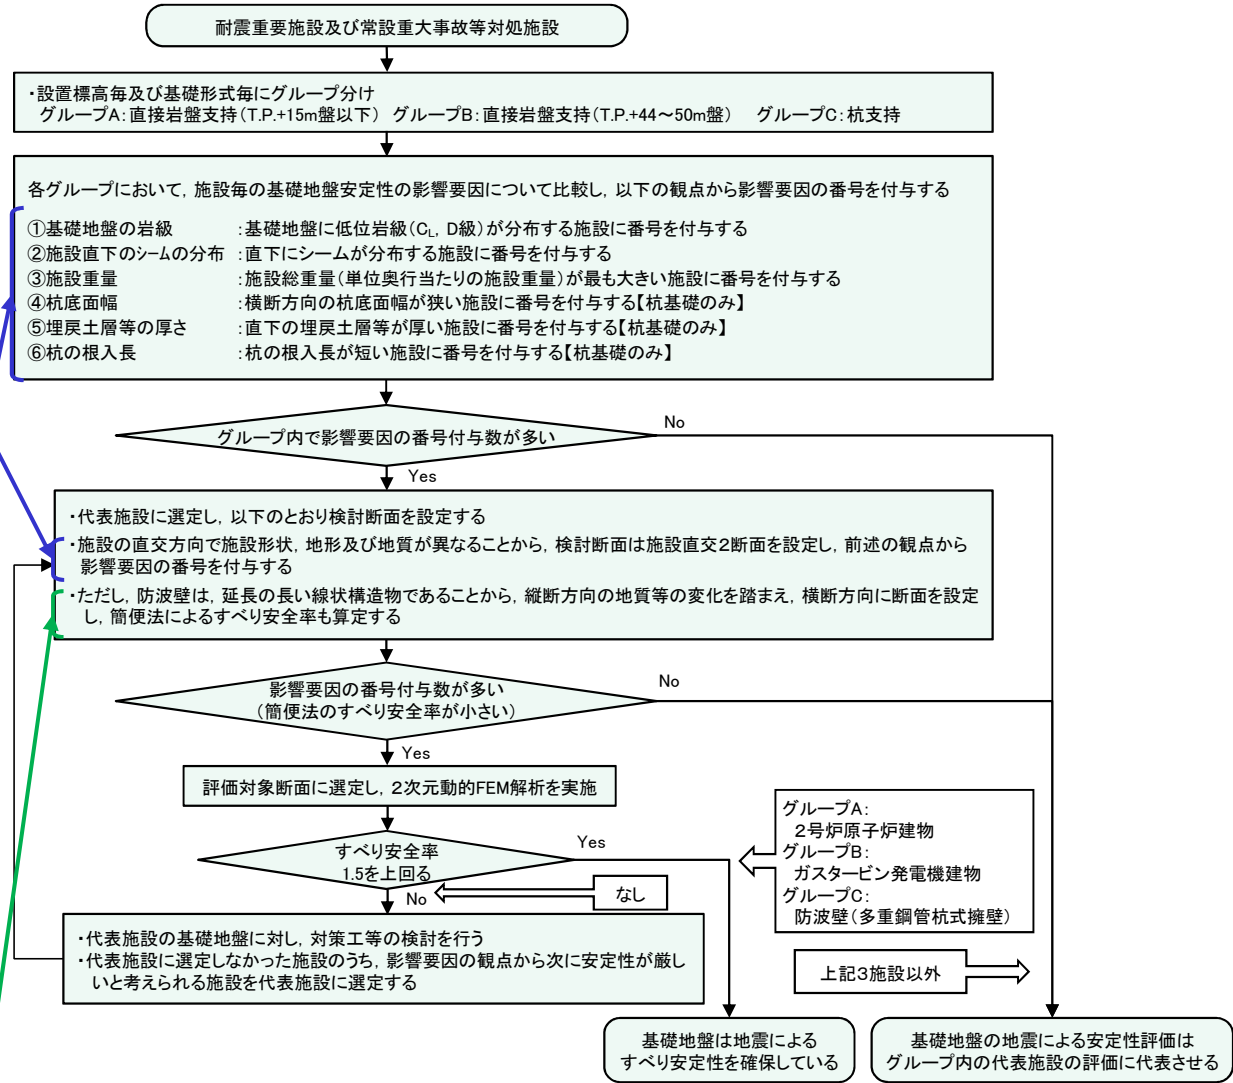 耐震重要施設及び常設重大事故等対処施設
・設置標高毎及び基礎形式毎にグループ分け
グループA：直接岩盤支持(T.P.+15m盤以下)　グループB：直接岩盤支持(T.P.+44～50m盤)　グループC：杭支持
各グループにおいて，施設毎の基礎地盤安定性の影響要因について比較し，以下の観点から影響要因の番号を付与する
①基礎地盤の岩級　：基礎地盤に低位岩級(CL，D級)が分布する施設に番号を付与する
②施設直下のシームの分布　：直下にシームが分布する施設に番号を付与する
③施設重量　：施設総重量(単位奥行当たりの施設重量)が最も大きい施設に番号を付与する
④杭底面幅　：横断方向の杭底面幅が狭い施設に番号を付与する【杭基礎のみ】
⑤埋戻土層等の厚さ　：直下の埋戻土層等が厚い施設に番号を付与する【杭基礎のみ】
⑥杭の根入長　：杭の根入長が短い施設に番号を付与する【杭基礎のみ】
グループ内で影響要因の番号付与数が多い
No
Yes
・代表施設に選定し，以下のとおり検討断面を設定する
・施設の直交方向で施設形状，地形及び地質が異なることから，検討断面は施設直交２断面を設定し，前述の観点から
影響要因の番号を付与する
・ただし，防波壁は，延長の長い線状構造物であることから，縦断方向の地質等の変化を踏まえ，横断方向に断面を設定
し，簡便法によるすべり安全率も算定する
影響要因の番号付与数が多い
（簡便法のすべり安全率が小さい）
No
Yes
評価対象断面に選定し，２次元動的FEM解析を実施
すべり安全率
1.5を上回る
Yes
No
なし
グループA：
２号炉原子炉建物
グループB：
ガスタービン発電機建物
グループC：
防波壁（多重鋼管杭式擁壁）
・代表施設の基礎地盤に対し，対策工等の検討を行う
・代表施設に選定しなかった施設のうち，影響要因の観点から次に安定性が厳し
いと考えられる施設を代表施設に選定する
上記３施設以外
基礎地盤は地震による
すべり安定性を確保している
基礎地盤の地震による安定性評価は
グループ内の代表施設の評価に代表させる